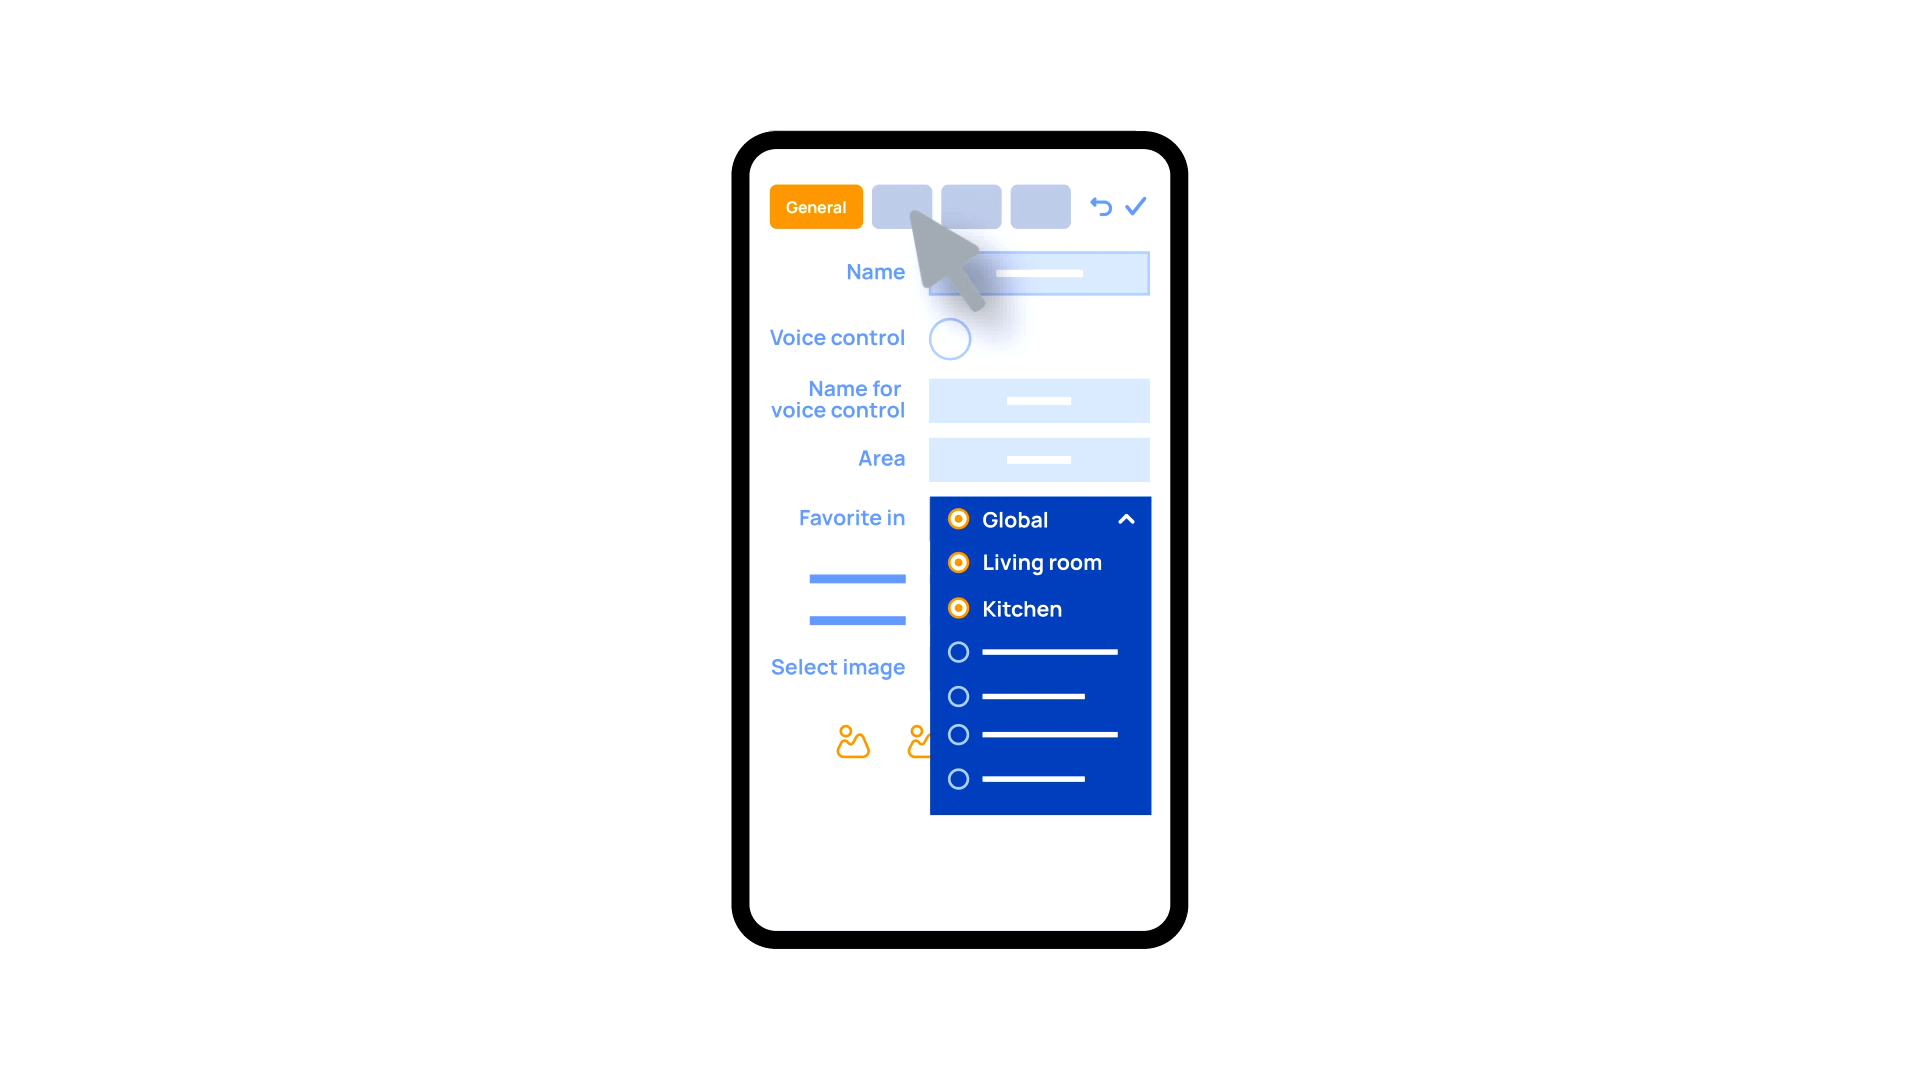 General
Name
Voice control
Name for
voice control
Area
Favorite in
Global
Living room
Kitchen
Select image